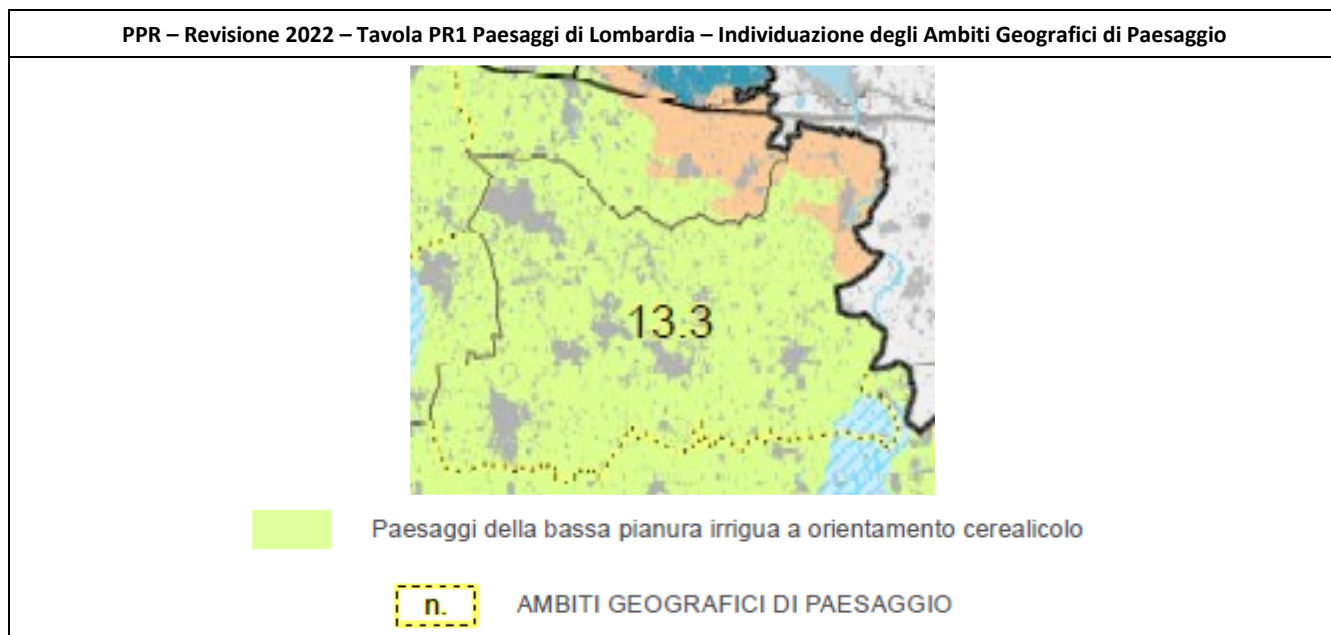 PPR – Revisione 2022 – Tavola PR1 Paesaggi di Lombardia – Individuazione degli Ambiti Geografici di Paesaggio
13.3
Paesaggi della bassa pianura irrigua a orientamento cerealicolo
n. AMBITI GEOGRAFICI DI PAESAGGIO